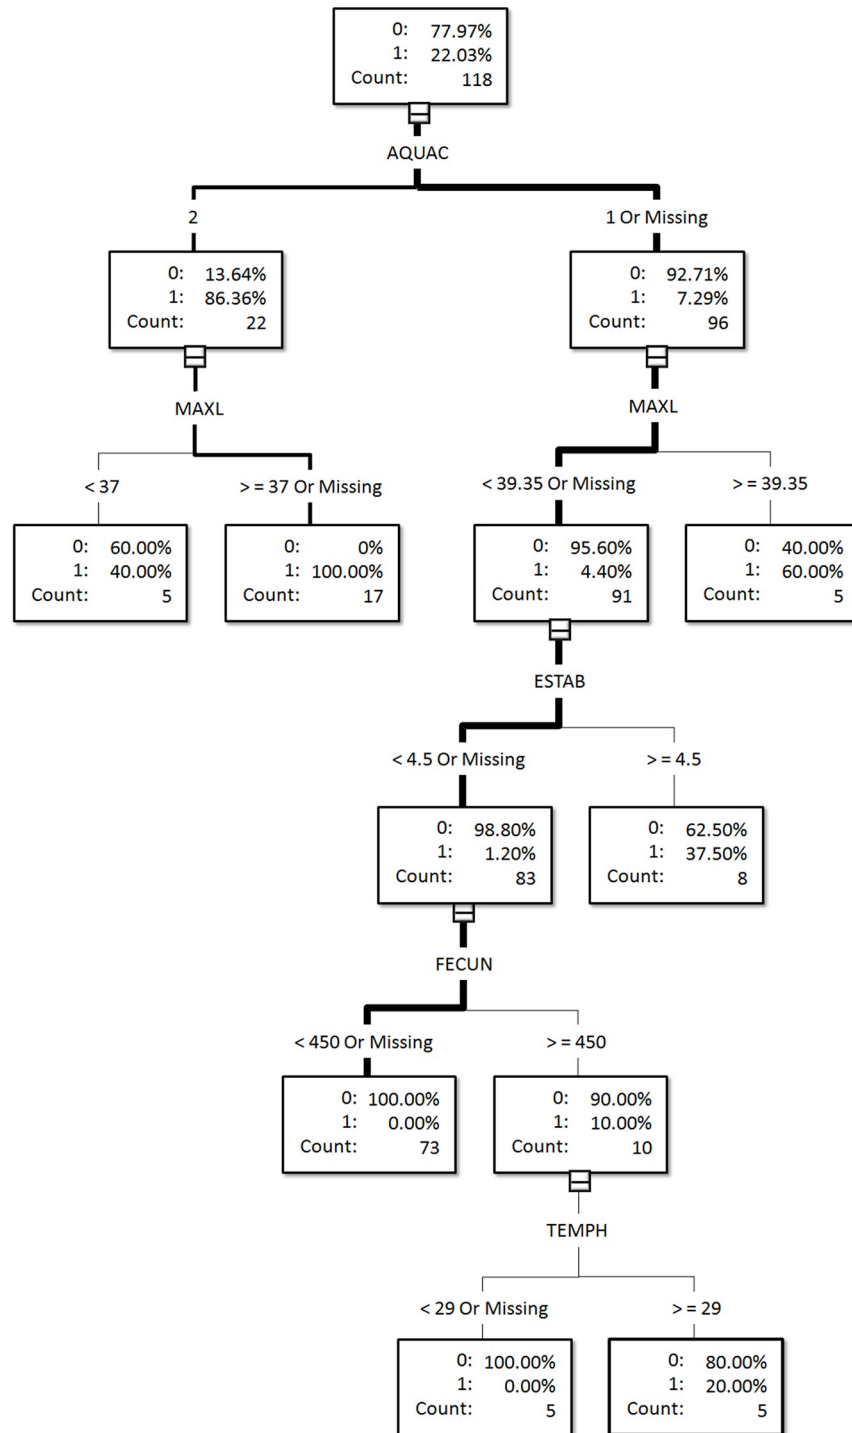 0: 77.97%
1: 22.03%
Count: 118
AQUAC
2
1 Or Missing
0: 13.64%
1: 86.36%
Count: 22
0: 92.71%
1: 7.29%
Count: 96
MAXL
MAXL
< 37
> = 37 Or Missing
< 39.35 Or Missing
> = 39.35
0: 60.00%
1: 40.00%
Count: 5
0: 0%
1: 100.00%
Count: 17
0: 95.60%
1: 4.40%
Count: 91
0: 40.00%
1: 60.00%
Count: 5
ESTAB
< 4.5 Or Missing
> = 4.5
0: 98.80%
1: 1.20%
Count: 83
0: 62.50%
1: 37.50%
Count: 8
FECUN
< 450 Or Missing
> = 450
0: 100.00%
1: 0.00%
Count: 73
0: 90.00%
1: 10.00%
Count: 10
TEMPH
< 29 Or Missing
> = 29
0: 100.00%
1: 0.00%
Count: 5
0: 80.00%
1: 20.00%
Count: 5